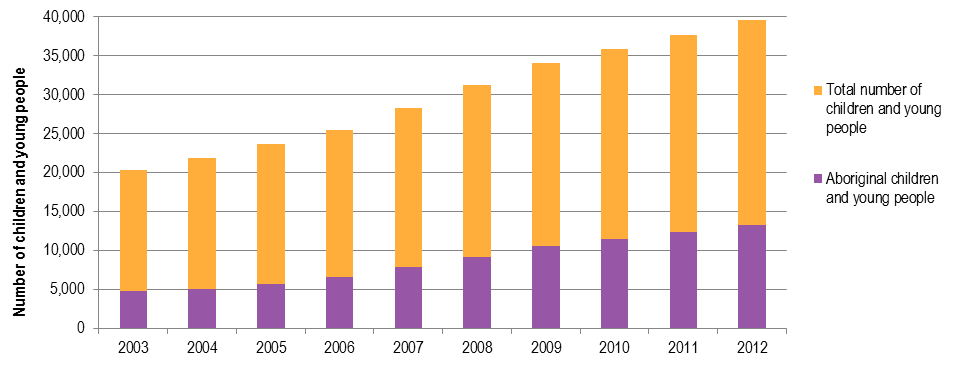 Number of children and young people
40,000
35,000
30,000
25,000
20,000
15,000
10,000
5,000
0
2003 2004 2005 2006 2007 2008 2009 2010 2011 2012
Total number of
children and young
people
Aboriginal children
and young people